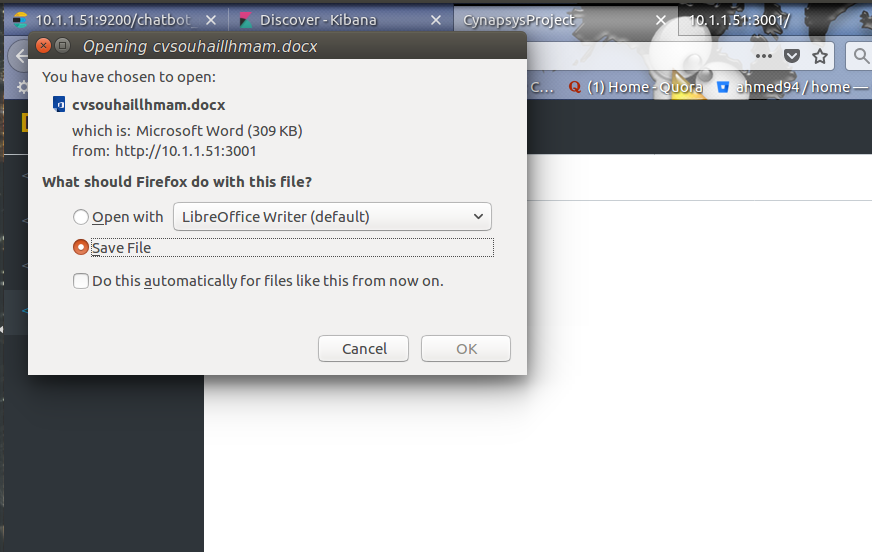 10.1.1.51:9200/chatbot_
Discover - Kibana
CynapsysProject
10.1.1.51:3001/
Opening cvsouhaillhmam.docx
C…
(1) Home - Quora
ahmed94 / home —
You have chosen to open:
cvsouhaillhmam.docx
which is: Microsoft Word (309 KB)
from: http://10.1.1.51:3001
What should Firefox do with this file?
Open with
LibreOffice Writer (default)
Save File
Do this automatically for files like this from now on.
Cancel
OK